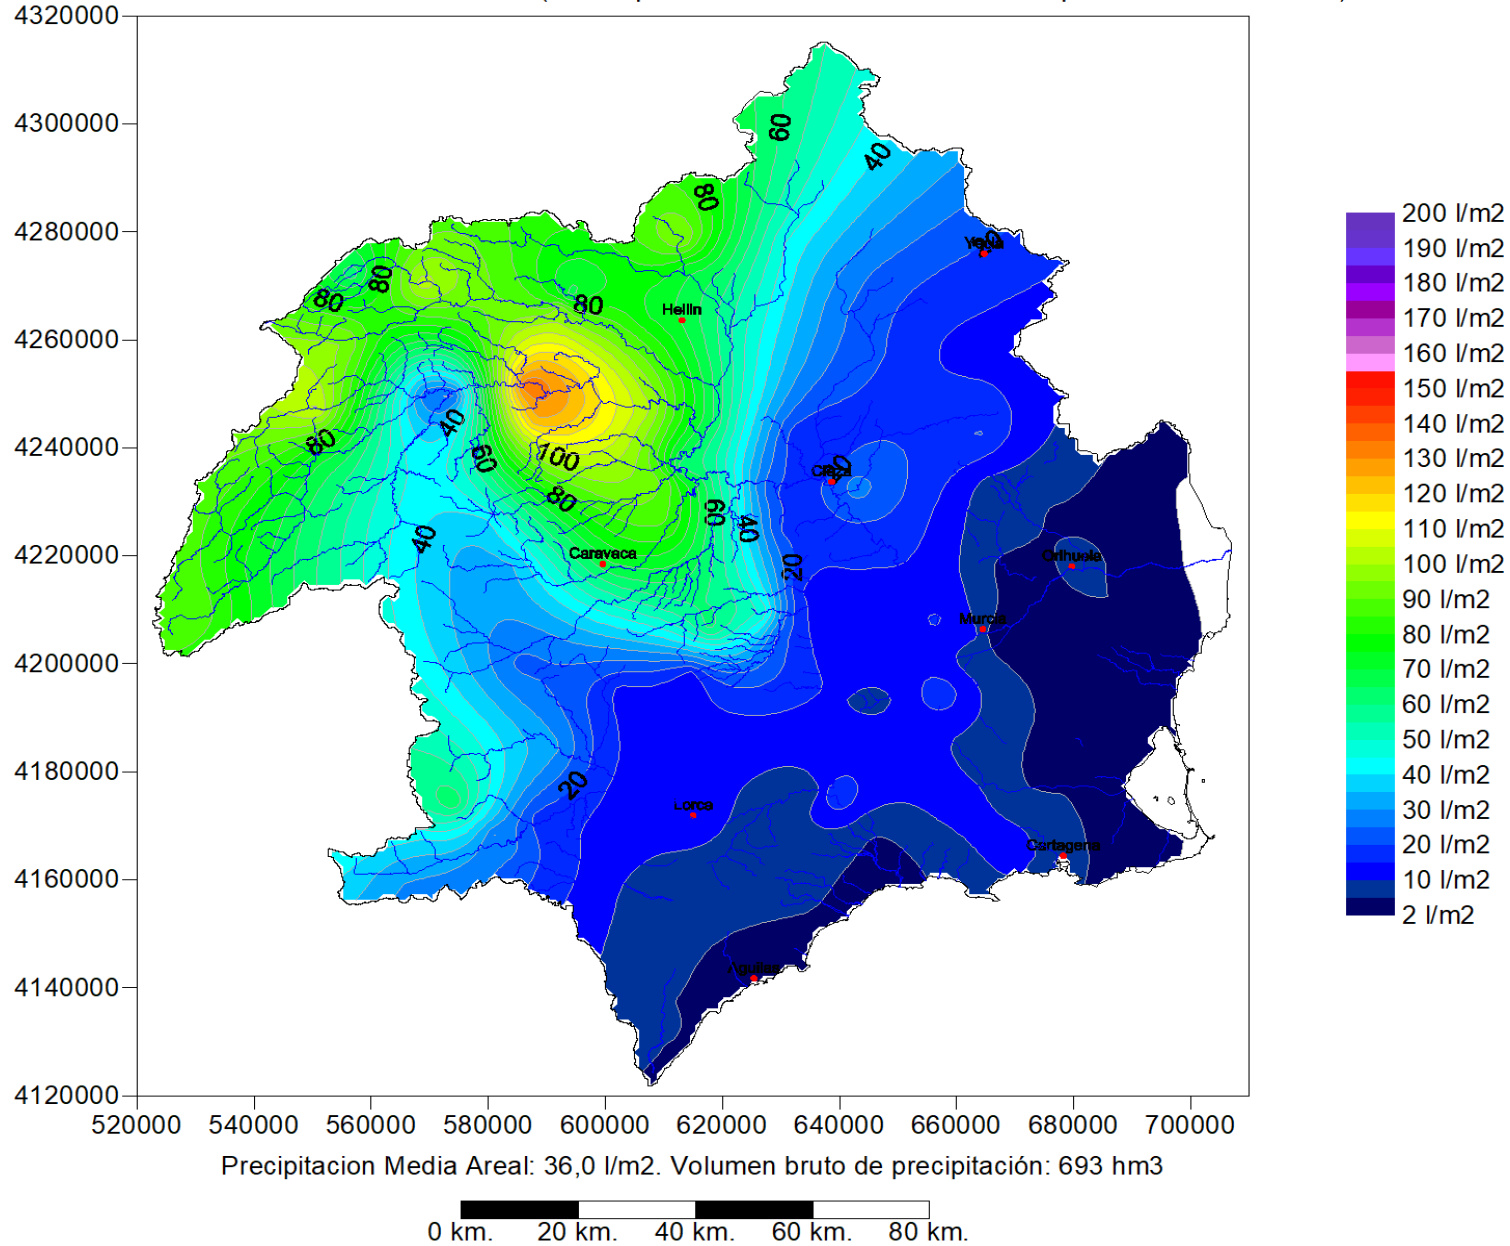 4320000
4300000
4280000
4260000
4240000
4220000
4200000
4180000
4160000
4140000
4120000
520000 540000 560000 580000 600000 620000 640000 660000 680000 700000
60
40
80
Yecla
80
80
80
Hellin
40
60
100
80
Cieza
60
40
40
20
80
Caravaca
Orihuela
Murcia
20
Lorca
Cartagena
Aguilas
200 l/m2
190 l/m2
180 l/m2
170 l/m2
160 l/m2
150 l/m2
140 l/m2
130 l/m2
120 l/m2
110 l/m2
100 l/m2
90 l/m2
80 l/m2
70 l/m2
60 l/m2
50 l/m2
40 l/m2
30 l/m2
20 l/m2
10 l/m2
2 l/m2
Precipitacion Media Areal: 36,0 l/m2. Volumen bruto de precipitación: 693 hm3
0 km. 20 km. 40 km. 60 km. 80 km.